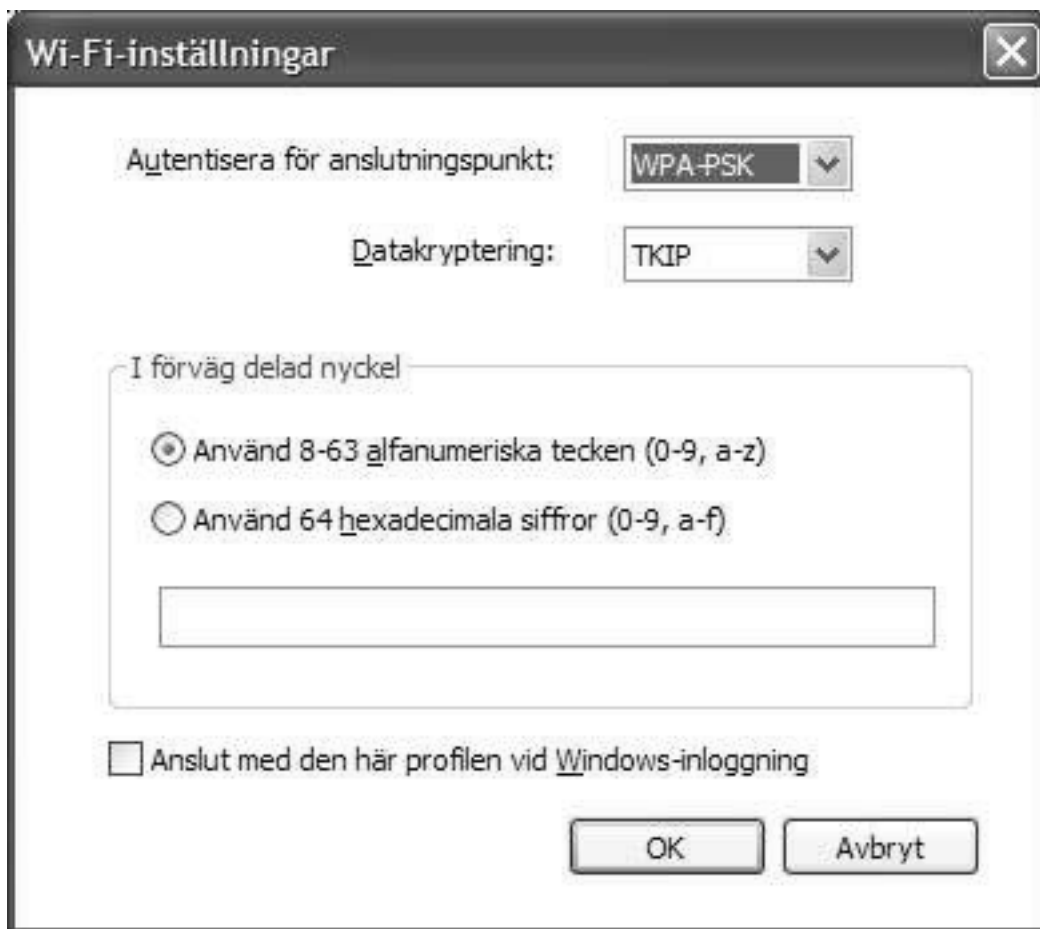 Wi-Fi-inställningar
Autentisera för anslutningspunkt: WPA-PSK
Datakryptering: TKIP
I förväg delad nyckel
Använd 8-63 alfanumeriska tecken (0-9, a-z)
Använd 64 hexadecimala siffror (0-9, a-f)
Anslut med den här profilen vid Windows-inloggning
OK Avbryt